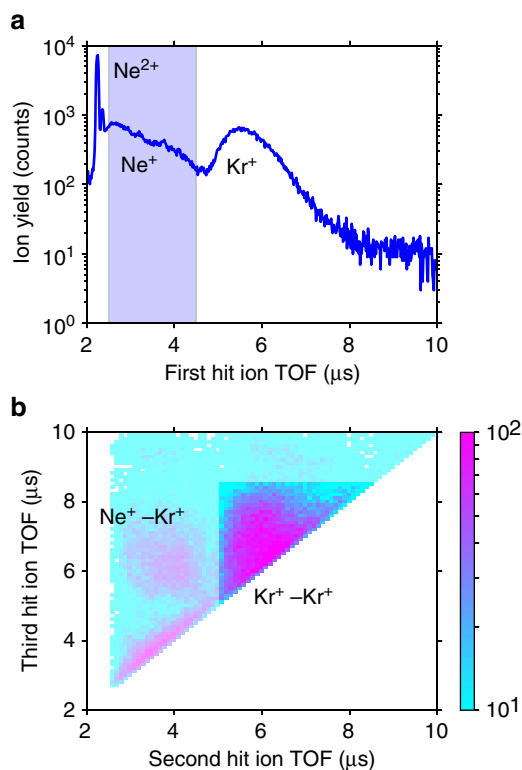 a
10⁴
10³
10²
10¹
10⁰
Ion yield (counts)
Ne²⁺
Ne⁺
Kr⁺
2 4 6 8 10
First hit ion TOF (μs)
b
10
8
6
4
2
Third hit ion TOF (μs)
Ne⁺ –Kr⁺
Kr⁺ –Kr⁺
10²
10¹
2 4 6 8 10
Second hit ion TOF (μs)